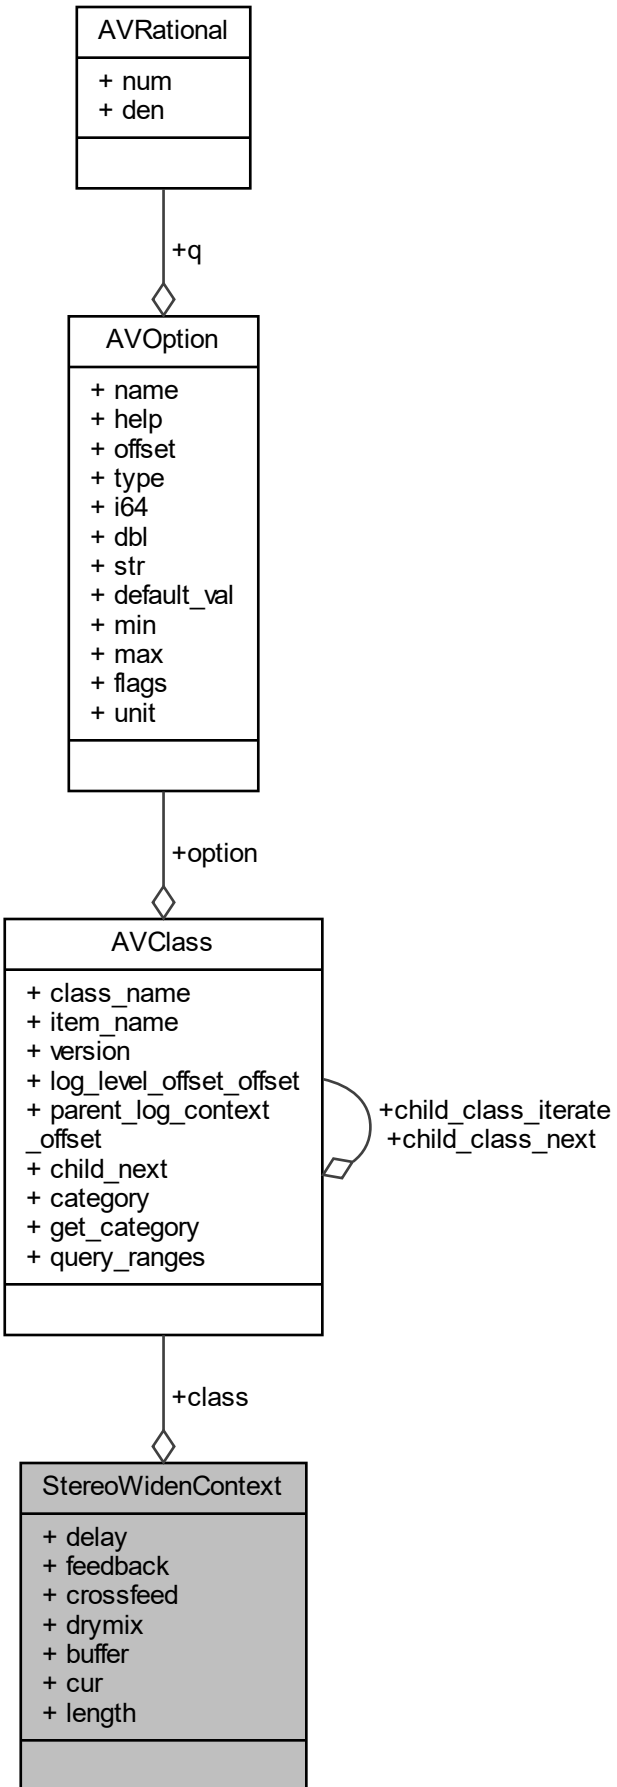 AVRational
+ num
+ den
+q
AVOption
+ name
+ help
+ offset
+ type
+ i64
+ dbl
+ str
+ default_val
+ min
+ max
+ flags
+ unit
+option
AVClass
+ class_name
+ item_name
+ version
+ log_level_offset_offset
+ parent_log_context
_offset
+ child_next
+ category
+ get_category
+ query_ranges
+child_class_iterate
+child_class_next
+class
StereoWidenContext
+ delay
+ feedback
+ crossfeed
+ drymix
+ buffer
+ cur
+ length